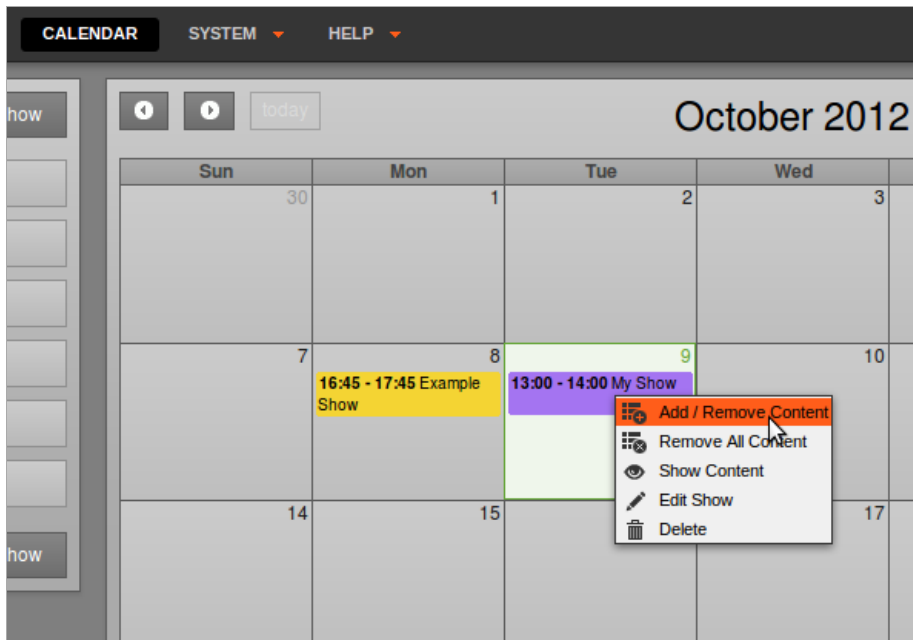 CALENDAR SYSTEM HELP
how
today
October 2012
Sun Mon Tue Wed
30 1 2 3
7 8 9 10
16:45 - 17:45 Example
Show
13:00 - 14:00 My Show
Add / Remove Content
Remove All Content
Show Content
Edit Show
Delete
14 15 17
how